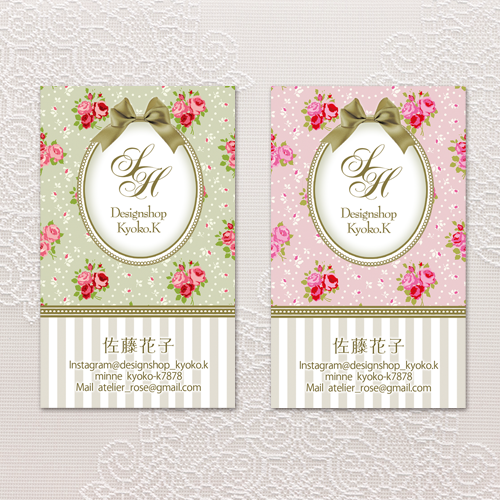 SH
Designshop
Kyoko.K
佐藤花子
Instagram@designshop_kyoko.k
minne kyoko-k7878
Mail atelier_rose@gmail.com
SH
Designshop
Kyoko.K
佐藤花子
Instagram@designshop_kyoko.k
minne kyoko-k7878
Mail atelier_rose@gmail.com